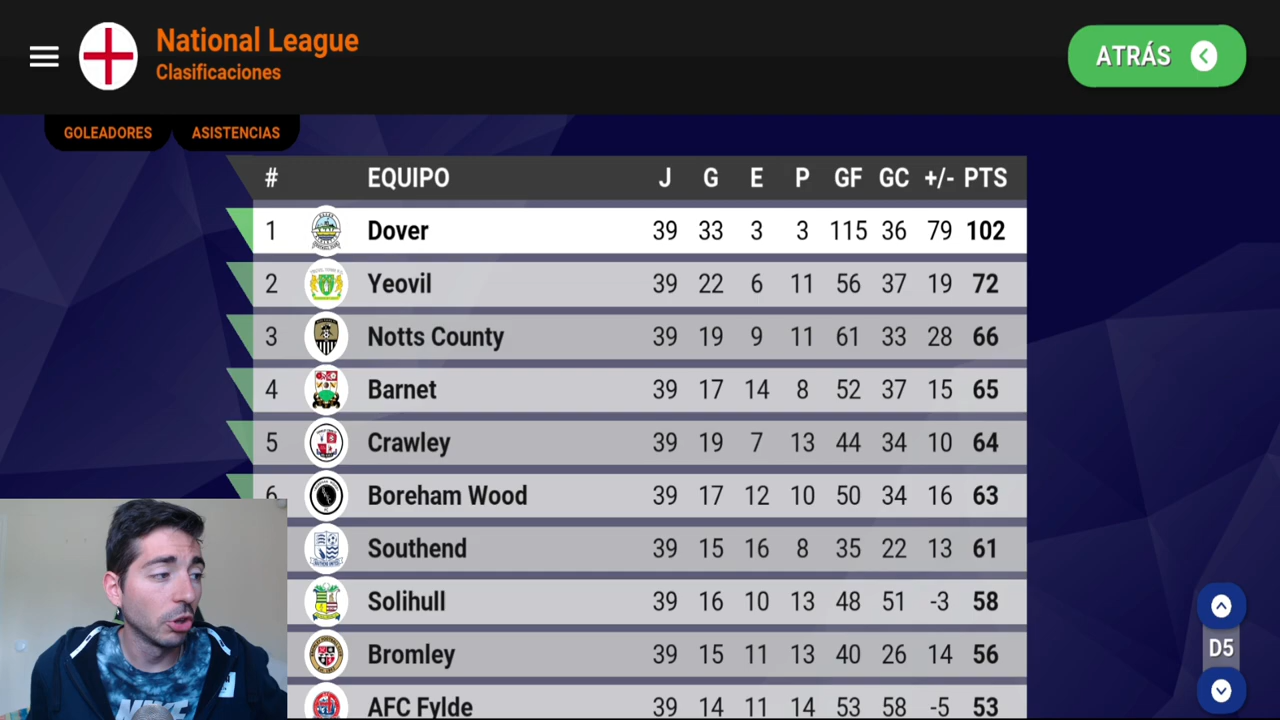 National League
Clasificaciones
ATRÁS
GOLEADORES ASISTENCIAS
# EQUIPO J G E P GF GC +/- PTS
1 Dover 39 33 3 3 115 36 79 102
2 Yeovil 39 22 6 11 56 37 19 72
3 Notts County 39 19 9 11 61 33 28 66
4 Barnet 39 17 14 8 52 37 15 65
5 Crawley 39 19 7 13 44 34 10 64
6 Boreham Wood 39 17 12 10 50 34 16 63
Southend 39 15 16 8 35 22 13 61
Solihull 39 16 10 13 48 51 -3 58
D5
Bromley 39 15 11 13 40 26 14 56
AFC Fylde 39 14 11 14 53 58 -5 53
NIKE